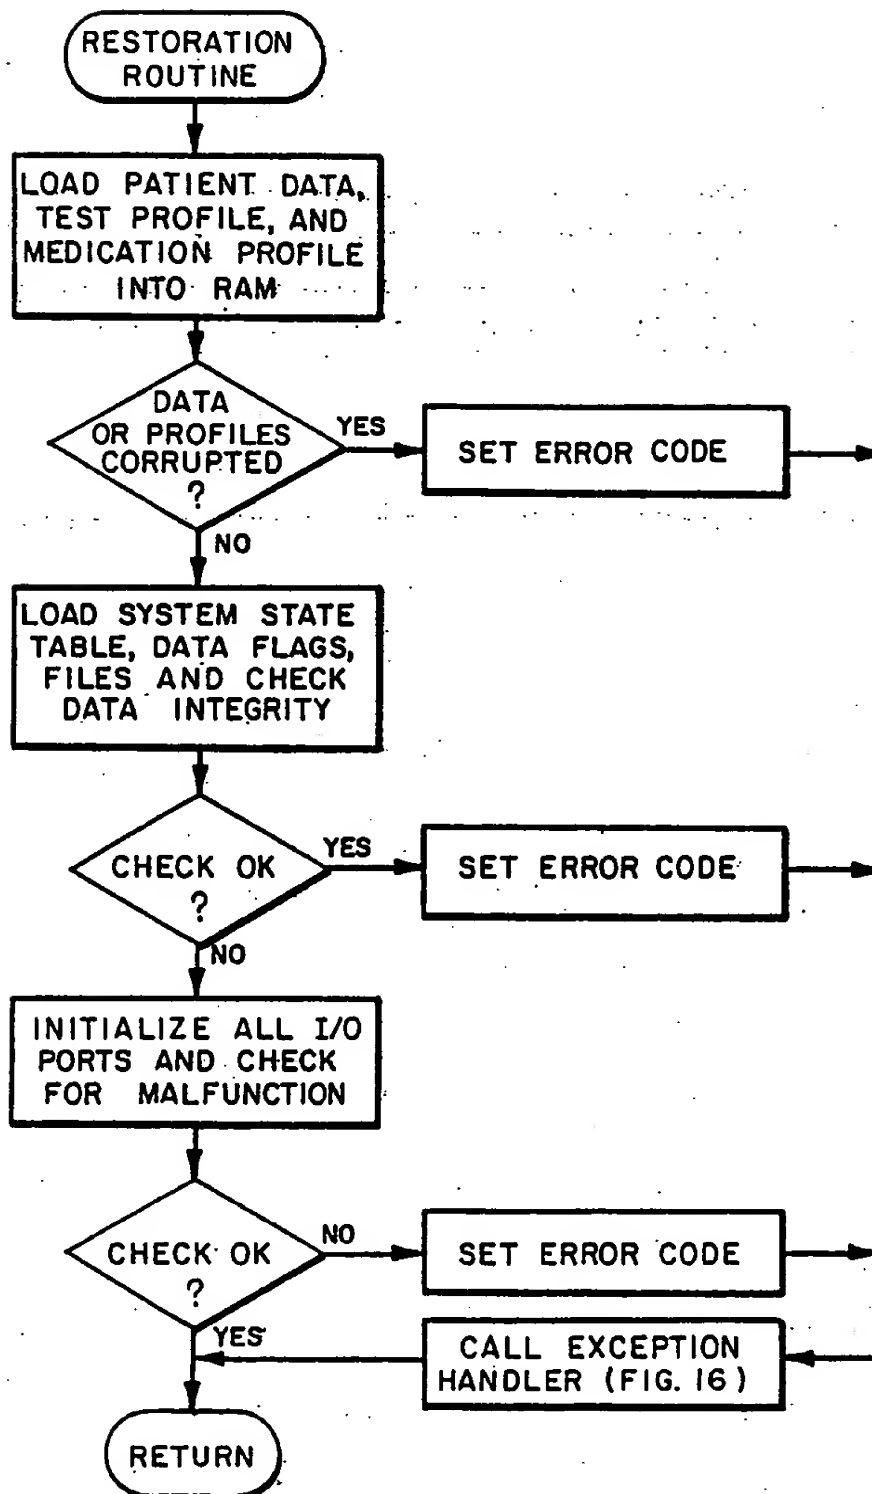 RESTORATION
ROUTINE
LOAD PATIENT DATA,
TEST PROFILE, AND
MEDICATION PROFILE
INTO RAM
DATA
OR PROFILES
CORRUPTED
?
YES
SET ERROR CODE
NO
LOAD SYSTEM STATE
TABLE, DATA FLAGS,
FILES AND CHECK
DATA INTEGRITY
CHECK OK
?
YES
SET ERROR CODE
NO
INITIALIZE ALL I/O
PORTS AND CHECK
FOR MALFUNCTION
CHECK OK
?
NO
SET ERROR CODE
YES
CALL EXCEPTION
HANDLER (FIG. 16)
RETURN